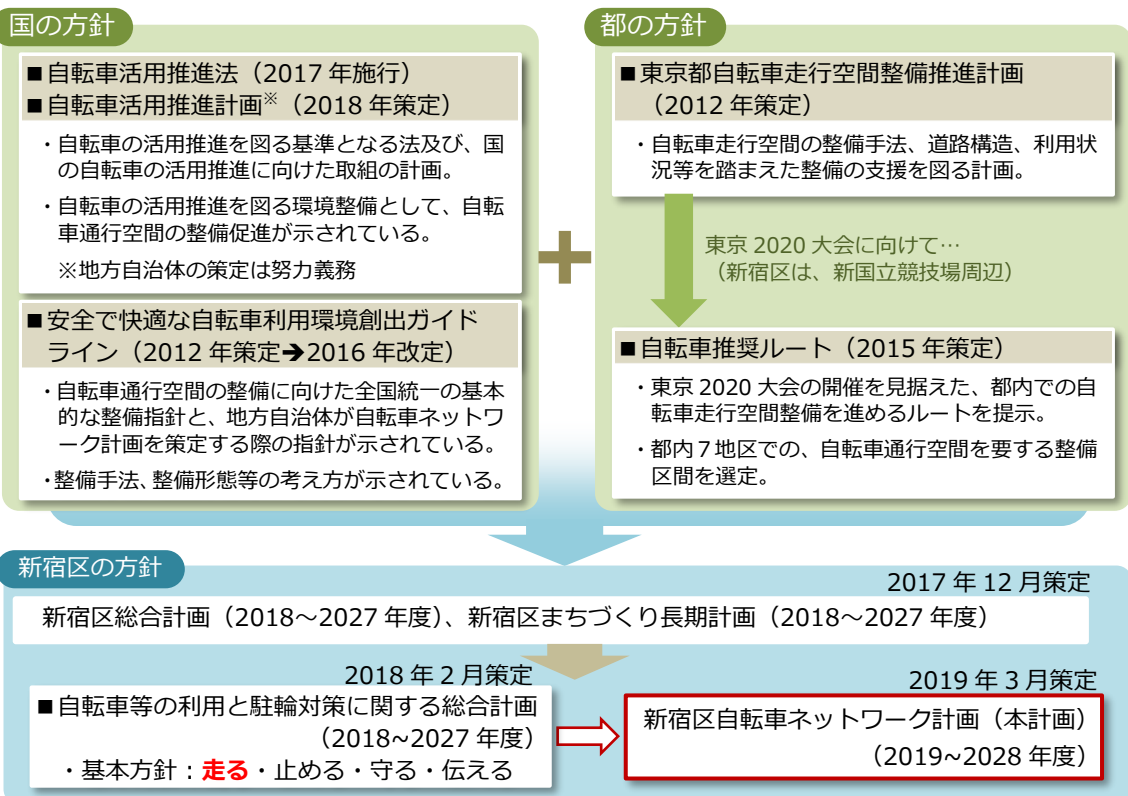 国の方針
■自転車活用推進法（2017 年施行）
■自転車活用推進計画※（2018 年策定）
・自転車の活用推進を図る基準となる法及び、国
の自転車の活用推進に向けた取組の計画。
・自転車の活用推進を図る環境整備として、自転
車通行空間の整備促進が示されている。
※地方自治体の策定は努力義務
■安全で快適な自転車利用環境創出ガイド
ライン（2012 年策定➔2016 年改定）
・自転車通行空間の整備に向けた全国統一の基本
的な整備指針と、地方自治体が自転車ネットワ
ーク計画を策定する際の指針が示されている。
・整備手法、整備形態等の考え方が示されている。
都の方針
■東京都自転車走行空間整備推進計画
（2012 年策定）
・自転車走行空間の整備手法、道路構造、利用状
況等を踏まえた整備の支援を図る計画。
東京 2020 大会に向けて…
（新宿区は、新国立競技場周辺）
■自転車推奨ルート（2015 年策定）
・東京 2020 大会の開催を見据えた、都内での自
転車走行空間整備を進めるルートを提示。
・都内７地区での、自転車通行空間を要する整備
区間を選定。
新宿区の方針
2017 年 12 月策定
新宿区総合計画（2018～2027 年度）、新宿区まちづくり長期計画（2018～2027 年度）
2018 年 2 月策定
■自転車等の利用と駐輪対策に関する総合計画
（2018~2027 年度）
・基本方針：走る・止める・守る・伝える
2019 年 3 月策定
新宿区自転車ネットワーク計画（本計画）
（2019~2028 年度）